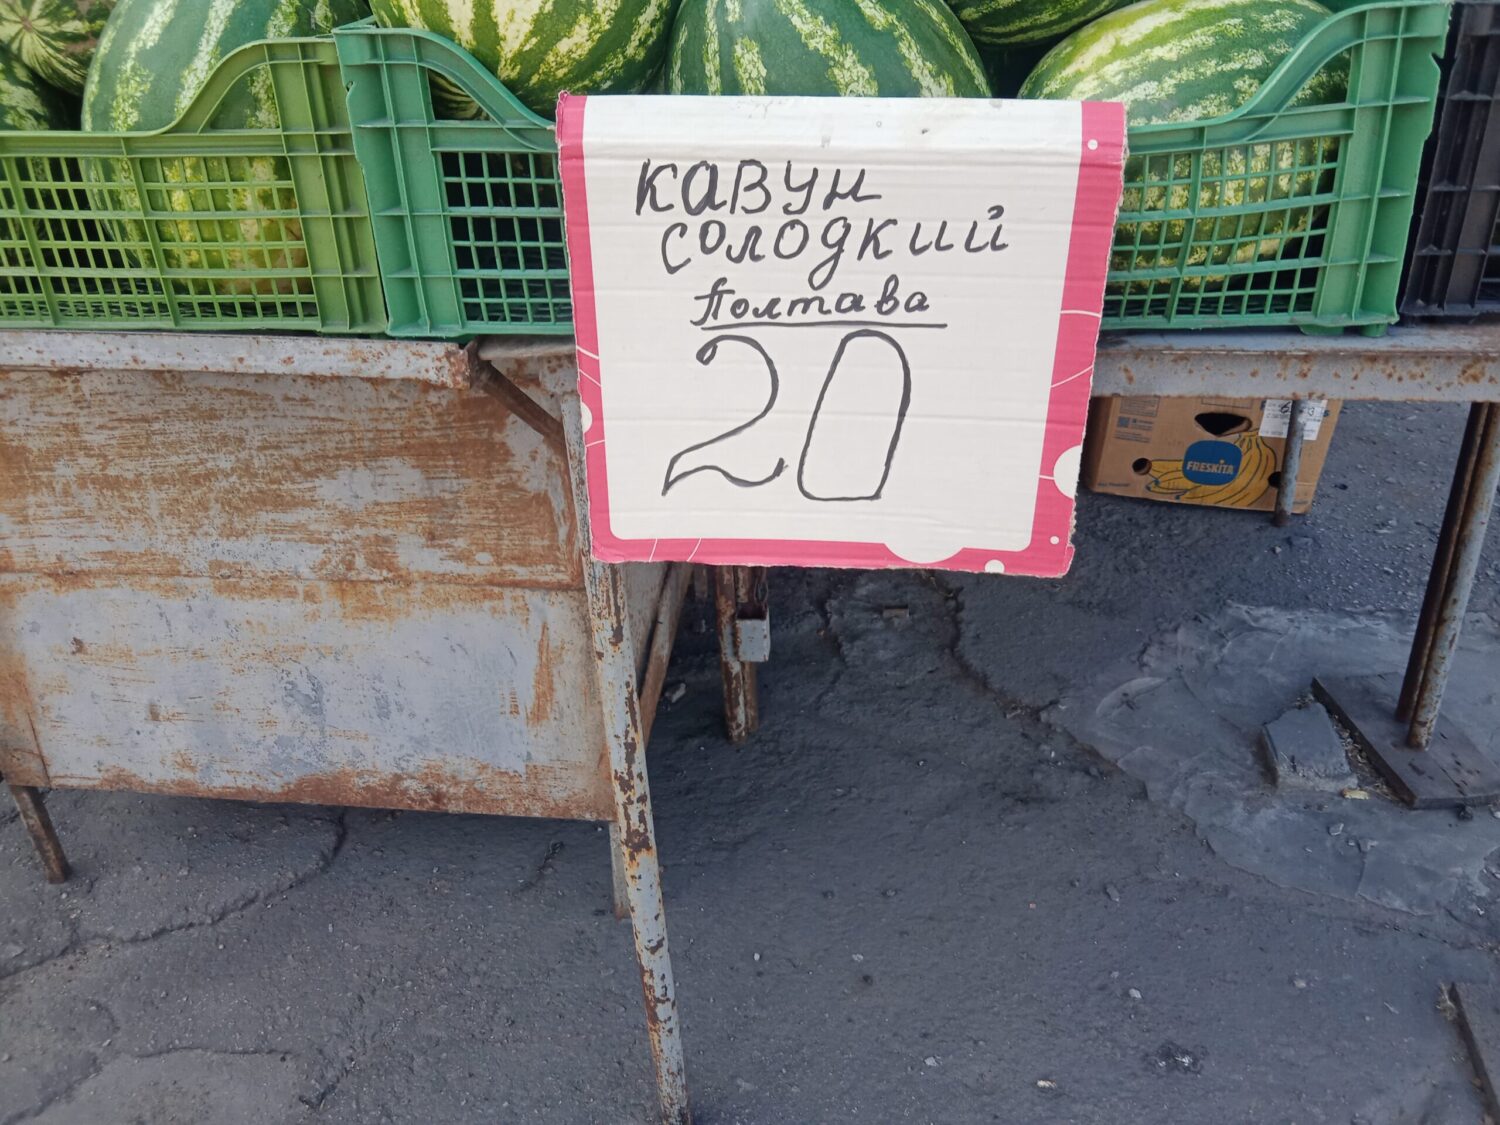 КАВУН
СОЛОДКИЙ
Полтава
20
FRESKITA